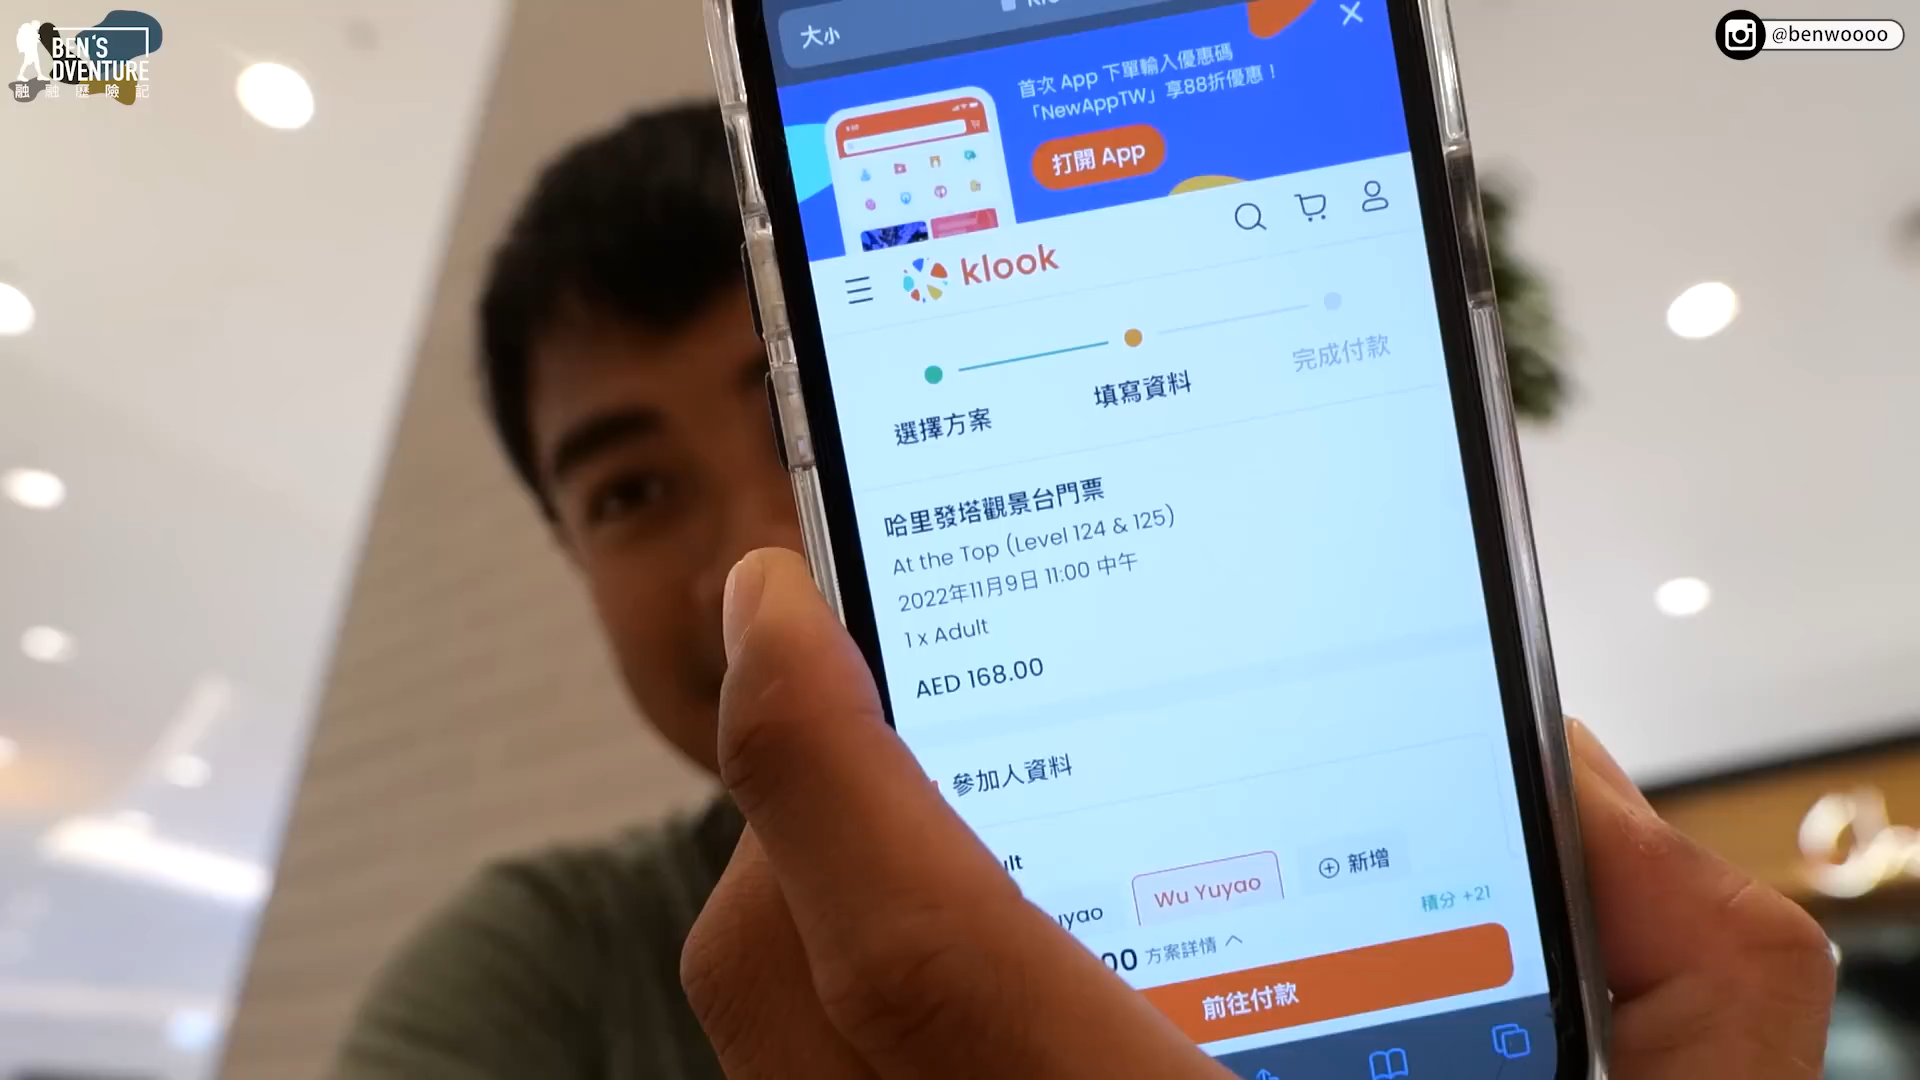 BEN'S
DVENTURE
融融歷險記
@benwoooo
大小
首次 App 下單輸入優惠碼
「NewAppTW」享88折優惠！
打開 App
klook
選擇方案
填寫資料
完成付款
哈里發塔觀景台門票
At the Top (Level 124 & 125)
2022年11月9日 11:00 中午
1 x Adult
AED 168.00
參加人資料
ult
uyao
Wu Yuyao
新增
積分 +21
00 方案詳情
前往付款